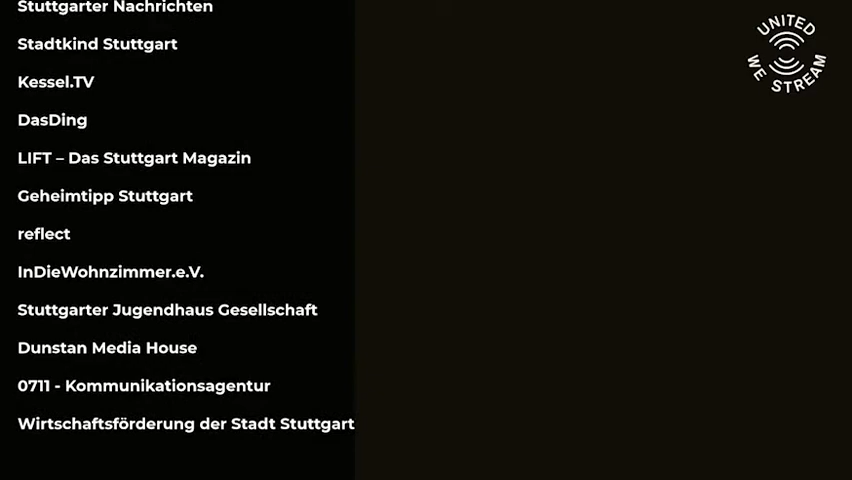 Stuttgarter Nachrichten
Stadtkind Stuttgart
Kessel.TV
DasDing
LIFT – Das Stuttgart Magazin
Geheimtipp Stuttgart
reflect
InDieWohnzimmer.e.V.
Stuttgarter Jugendhaus Gesellschaft
Dunstan Media House
0711 - Kommunikationsagentur
Wirtschaftsförderung der Stadt Stuttgart
UNITED
WE STREAM